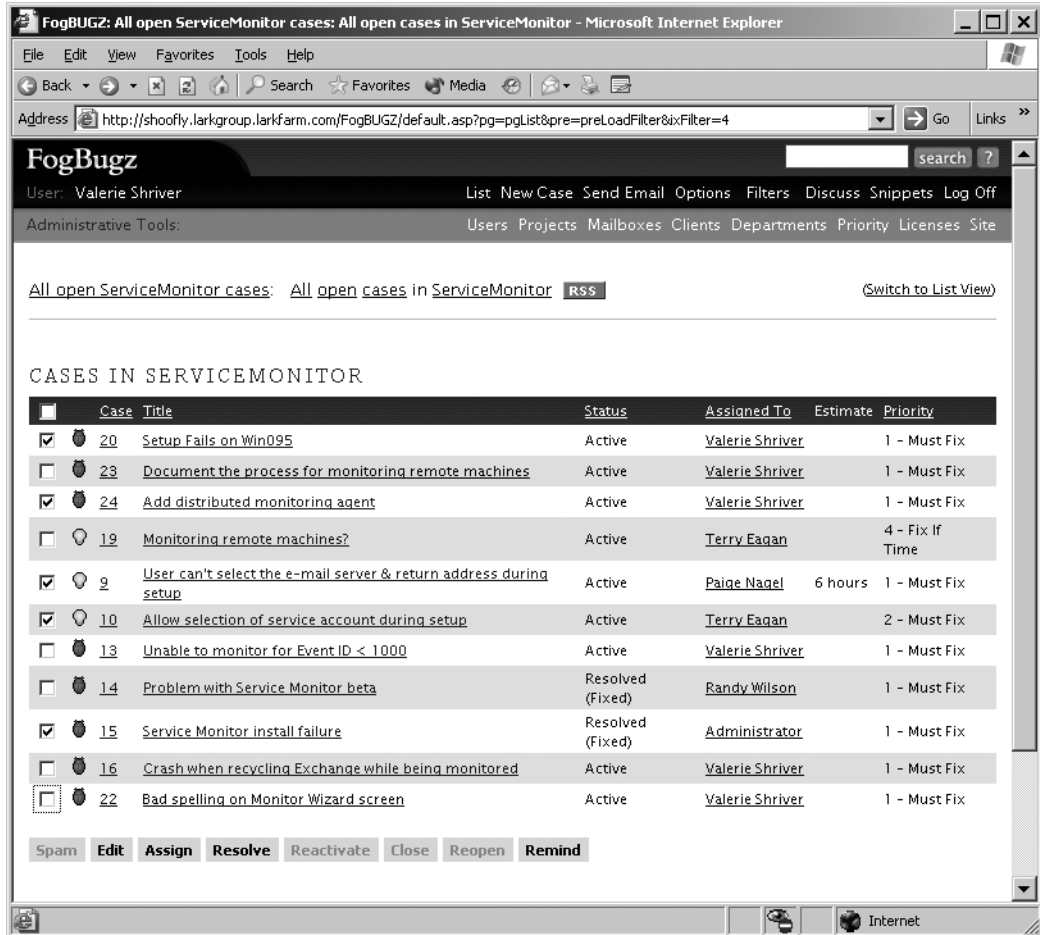 FogBUGZ: All open ServiceMonitor cases: All open cases in ServiceMonitor - Microsoft Internet Explorer
File Edit View Favorites Tools Help
Back Search Favorites Media
Address http://shoofly.larkgroup.larkfarm.com/FogBUGZ/default.asp?pg=pgList&pre=preLoadFilter&ixFilter=4 Go Links »
FogBugz search ?
User: Valerie Shriver List New Case Send Email Options Filters Discuss Snippets Log Off
Administrative Tools: Users Projects Mailboxes Clients Departments Priority Licenses Site
All open ServiceMonitor cases: All open cases in ServiceMonitor RSS (Switch to List View)
CASES IN SERVICEMONITOR
Case Title Status Assigned To Estimate Priority
20 Setup Fails on Win095 Active Valerie Shriver 1 - Must Fix
23 Document the process for monitoring remote machines Active Valerie Shriver 1 - Must Fix
24 Add distributed monitoring agent Active Valerie Shriver 1 - Must Fix
19 Monitoring remote machines? Active Terry Eagan 4 - Fix If
Time
9 User can't select the e-mail server & return address during
setup Active Paige Nagel 6 hours 1 - Must Fix
10 Allow selection of service account during setup Active Terry Eagan 2 - Must Fix
13 Unable to monitor for Event ID < 1000 Active Valerie Shriver 1 - Must Fix
14 Problem with Service Monitor beta Resolved
(Fixed) Randy Wilson 1 - Must Fix
15 Service Monitor install failure Resolved
(Fixed) Administrator 1 - Must Fix
16 Crash when recycling Exchange while being monitored Active Valerie Shriver 1 - Must Fix
22 Bad spelling on Monitor Wizard screen Active Valerie Shriver 1 - Must Fix
Spam Edit Assign Resolve Reactivate Close Reopen Remind
Internet